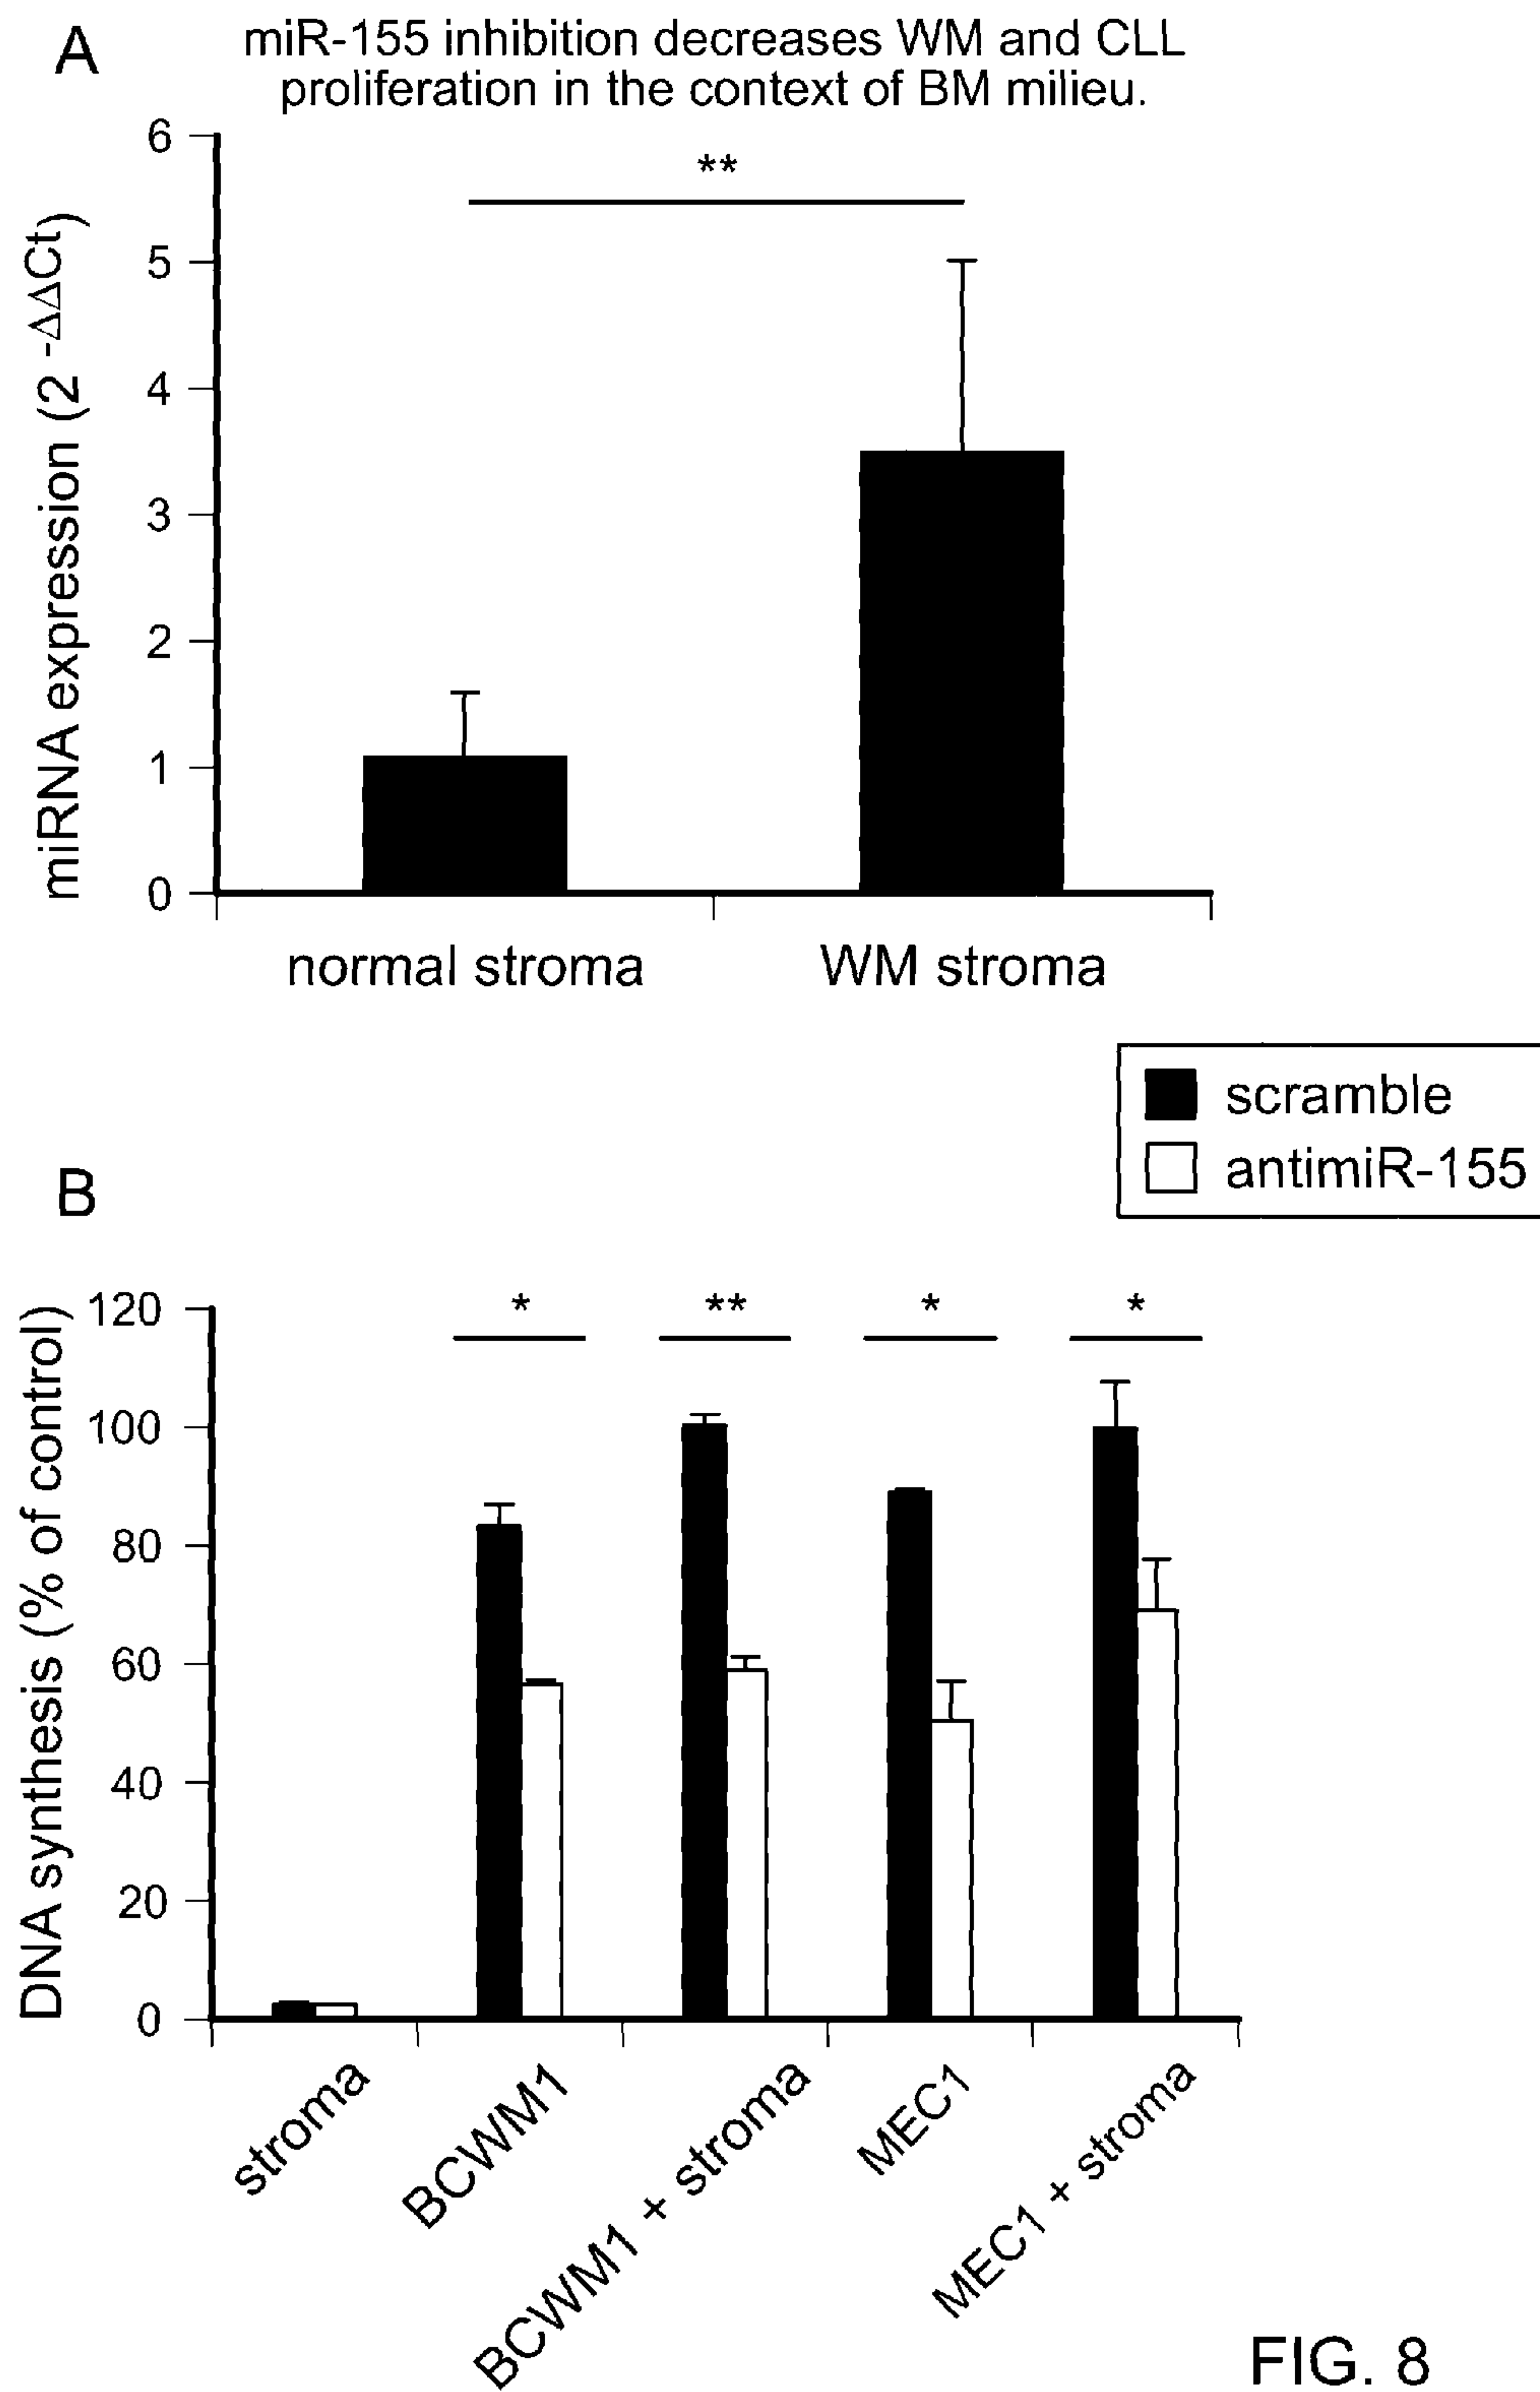 A
miR-155 inhibition decreases WM and CLL
proliferation in the context of BM milieu.
miRNA expression (2 -ΔΔCt)
6
5
4
3
2
1
0
**
normal stroma
WM stroma
scramble
antimiR-155
B
DNA synthesis (% of control)
120
100
80
60
40
20
0
*
**
*
*
stroma
BCWM1
BCWM1 + stroma
MEC1
MEC1 + stroma
FIG. 8